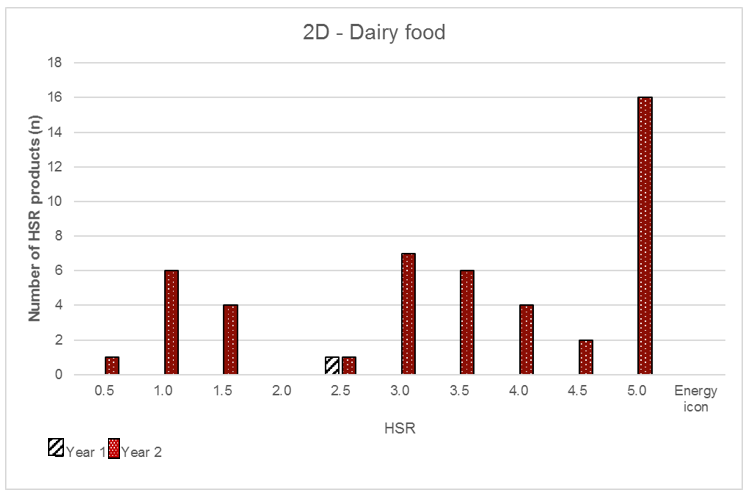 2D - Dairy food
Number of HSR products (n)
18
16
14
12
10
8
6
4
2
0
0.5 1.0 1.5 2.0 2.5 3.0 3.5 4.0 4.5 5.0 Energy
icon
HSR
Year 1 Year 2